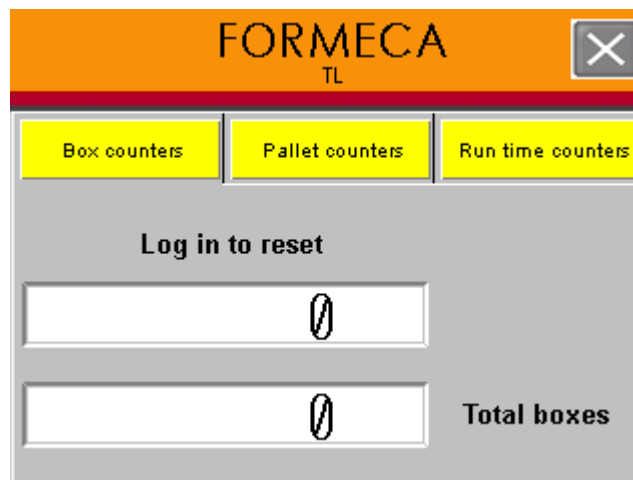 FORMECA
TL
Box counters Pallet counters Run time counters
Log in to reset
0
0 Total boxes